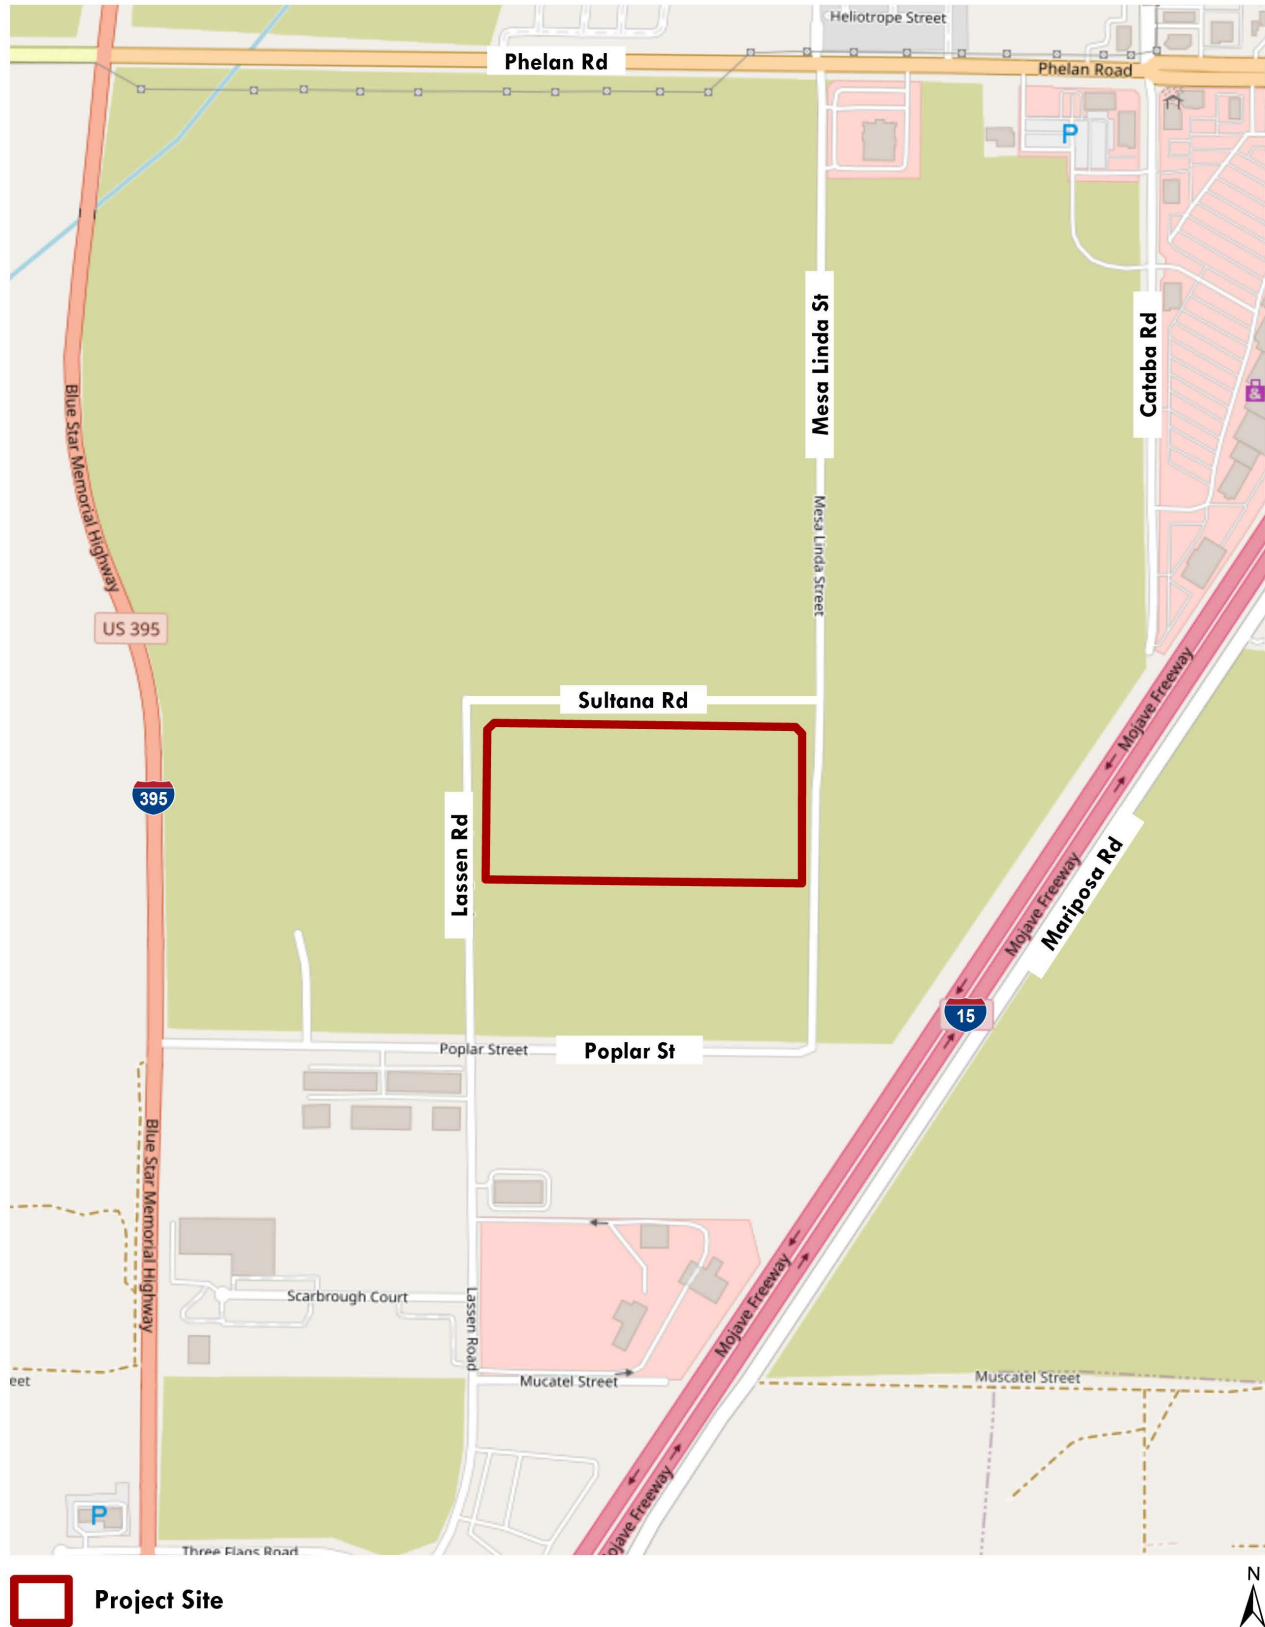 Heliotrope Street
Phelan Rd
Phelan Road
P
Mesa Linda St
Cataba Rd
Blue Star Memorial Highway
&
Mesa Linda Street
US 395
Mojave Freeway
Sultana Rd
395
Lassen Rd
Mariposa Rd
Mojave Freeway
15
Poplar Street
Poplar St
Blue Star Memorial Highway
Mojave Freeway
Scarbrough Court
Lassen Road
eet
Mucatel Street
Muscatel Street
P
ojave Freeway
Three Flags Road
Project Site
N